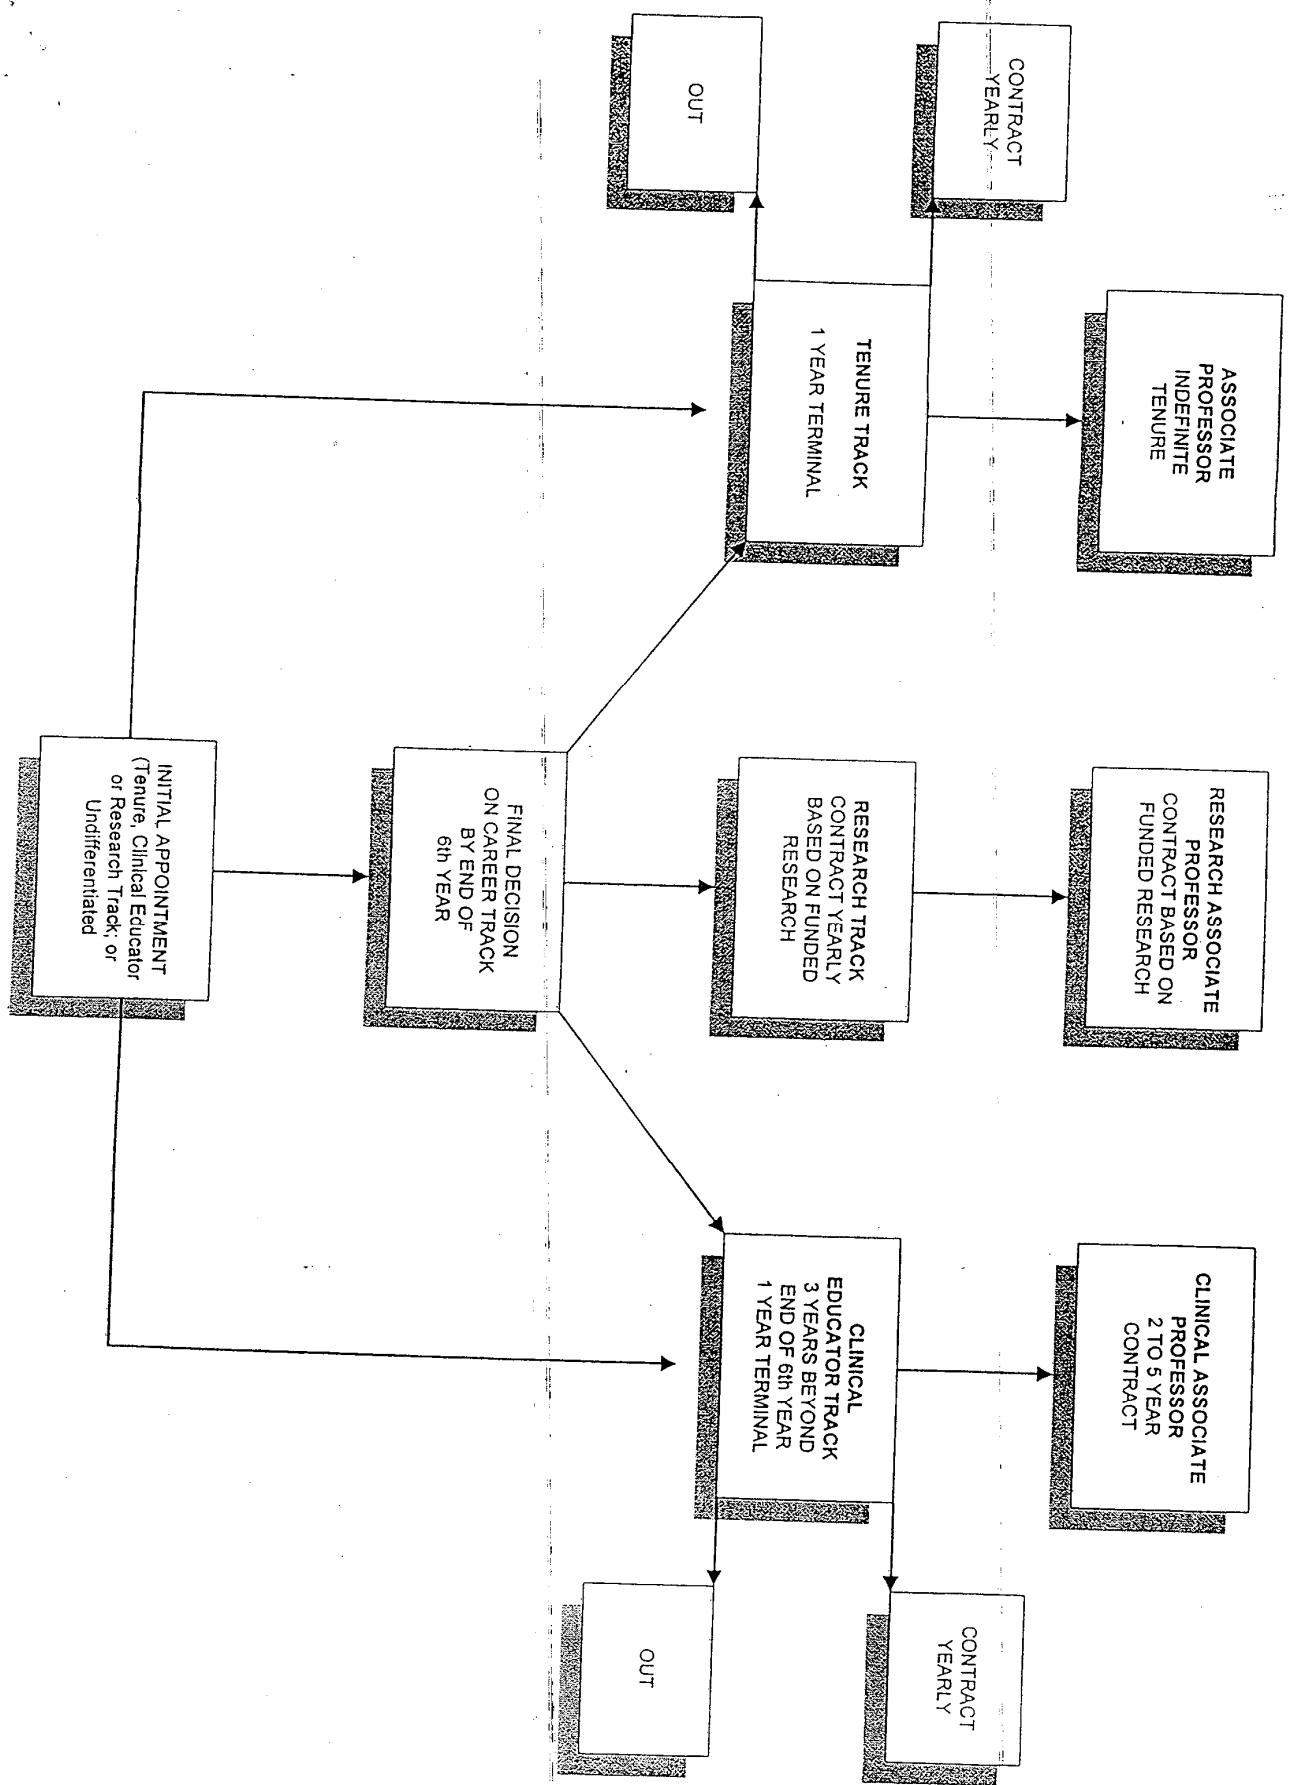 ASSOCIATE
PROFESSOR
INDEFINITE
TENURE
RESEARCH ASSOCIATE
PROFESSOR
CONTRACT BASED ON
FUNDED RESEARCH
CLINICAL ASSOCIATE
PROFESSOR
2 TO 5 YEAR
CONTRACT
CONTRACT
YEARLY
OUT
TENURE TRACK
1 YEAR TERMINAL
RESEARCH TRACK
CONTRACT YEARLY
BASED ON FUNDED
RESEARCH
CLINICAL
EDUCATOR TRACK
3 YEARS BEYOND
END OF 6th YEAR
1 YEAR TERMINAL
CONTRACT
YEARLY
OUT
FINAL DECISION
ON CAREER TRACK
BY END OF
6th YEAR
INITIAL APPOINTMENT
(Tenure, Clinical Educator
or Research Track; or
Undifferentiated